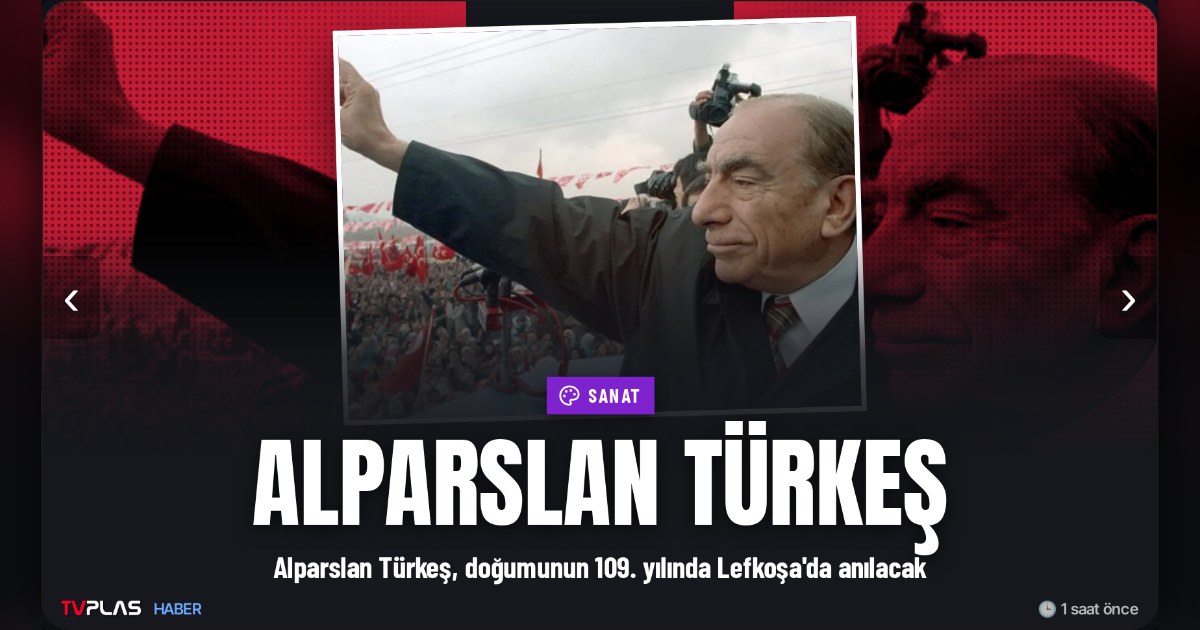 SANAT
ALPARSLAN TÜRKEŞ
Alparslan Türkeş, doğumunun 109. yılında Lefkoşa'da anılacak
TVPLAS HABER
1 saat önce